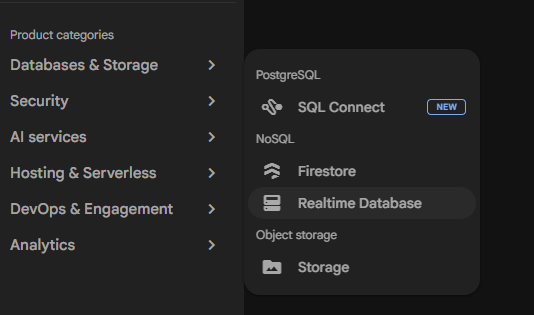 Product categories
Databases & Storage
Security
AI services
Hosting & Serverless
DevOps & Engagement
Analytics
PostgreSQL
SQL Connect NEW
NoSQL
Firestore
Realtime Database
Object storage
Storage